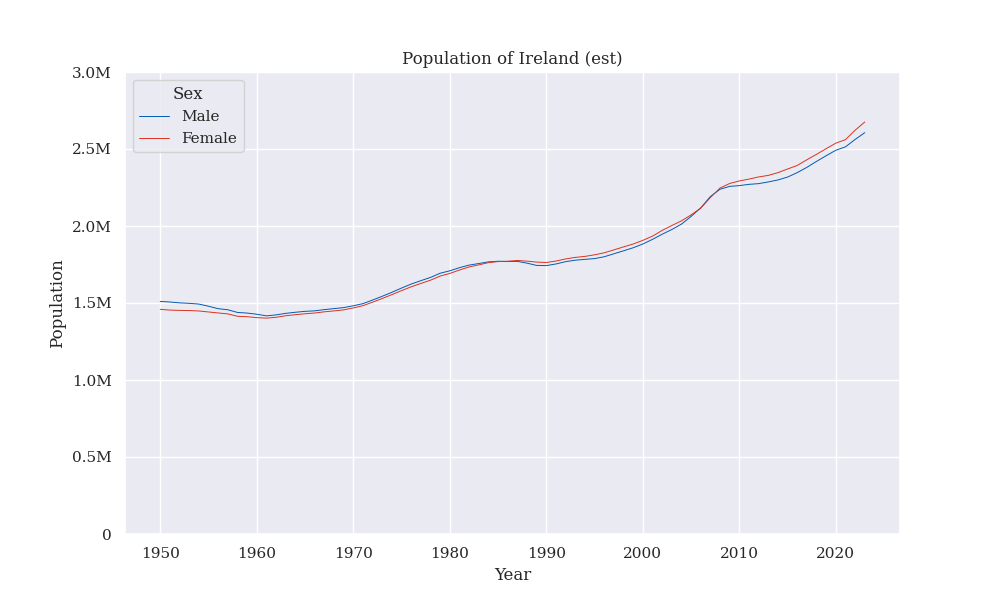 Population of Ireland (est)
3.0M
2.5M
2.0M
1.5M
1.0M
0.5M
0
Population
Sex
Male
Female
1950 1960 1970 1980 1990 2000 2010 2020
Year